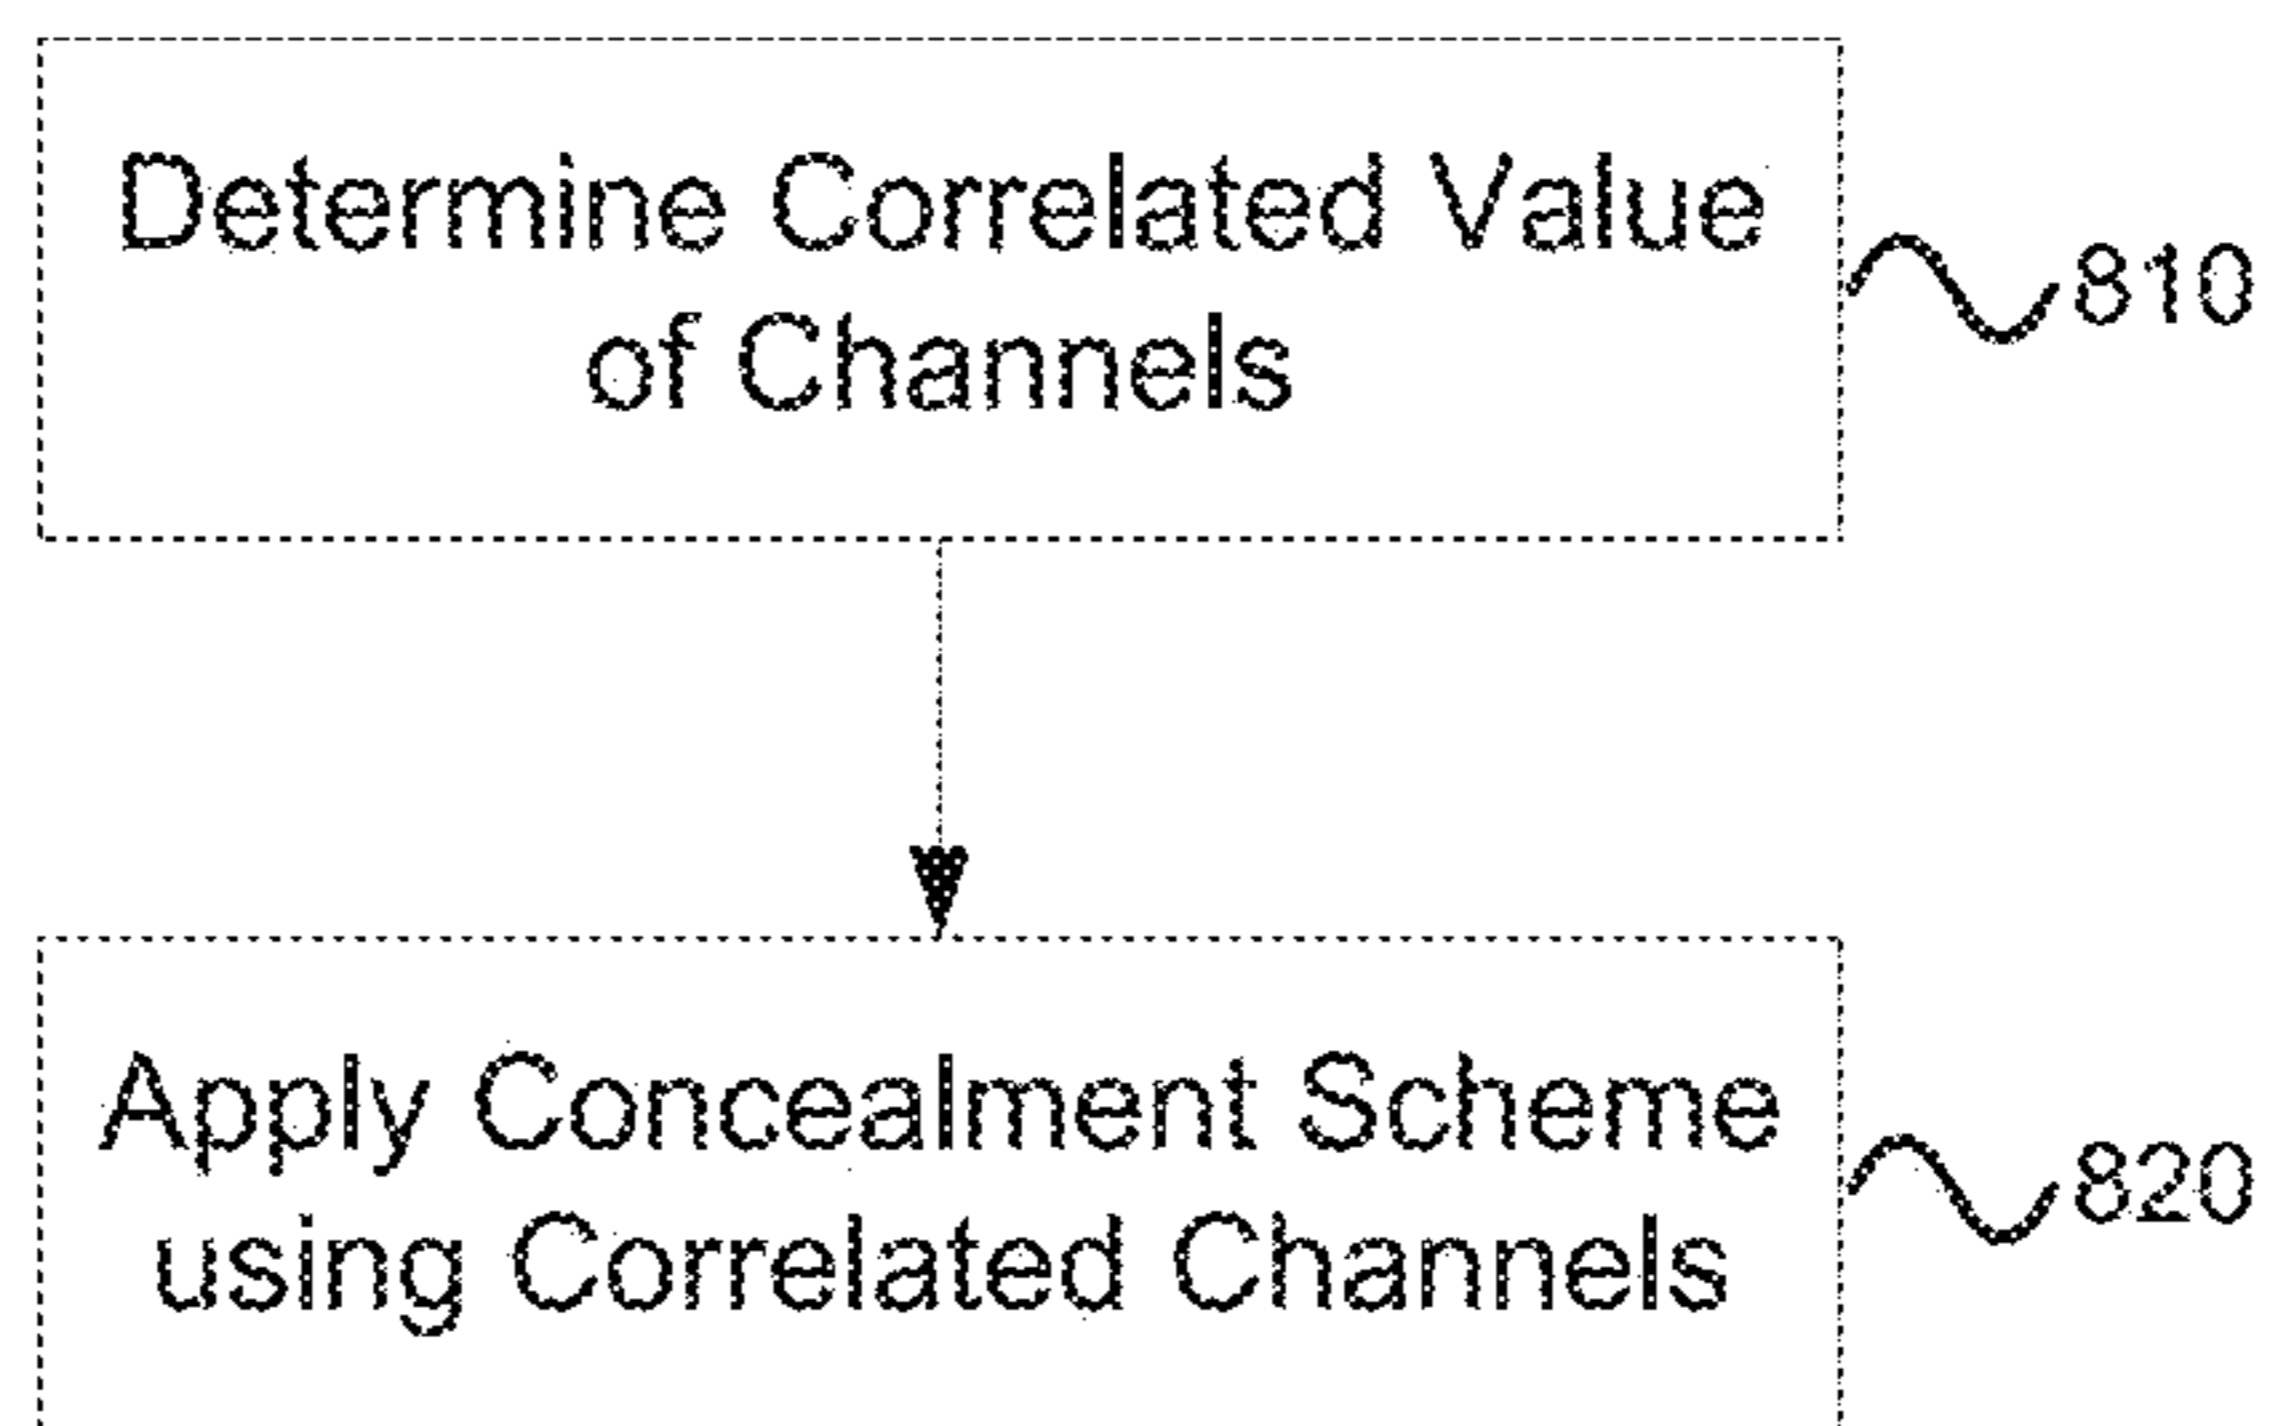 Determine Correlated Value
of Channels
810
Apply Concealment Scheme
using Correlated Channels
820